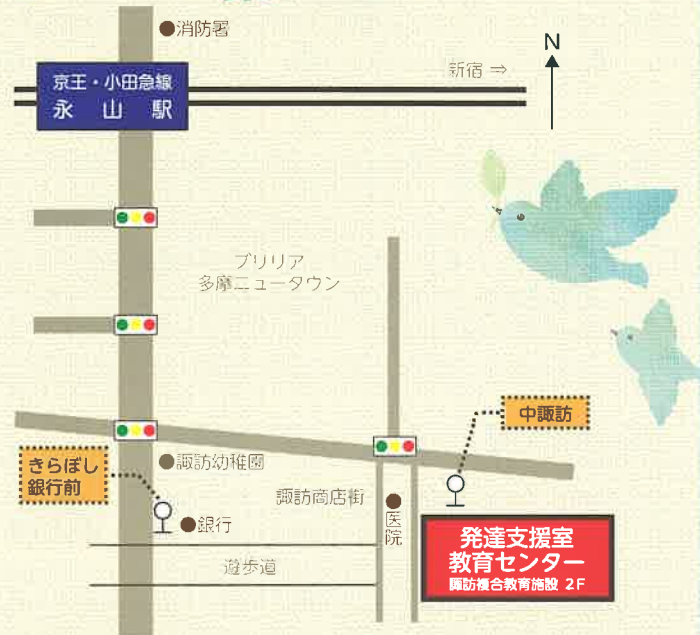 ●消防署
京王・小田急線
永山駅
新宿 ⇒
N
ブリリア
多摩ニュータウン
中諏訪
きらぼし
銀行前
●諏訪幼稚園
諏訪商店街
●医院
●銀行
遊歩道
発達支援室
教育センター
諏訪複合教育施設 2F